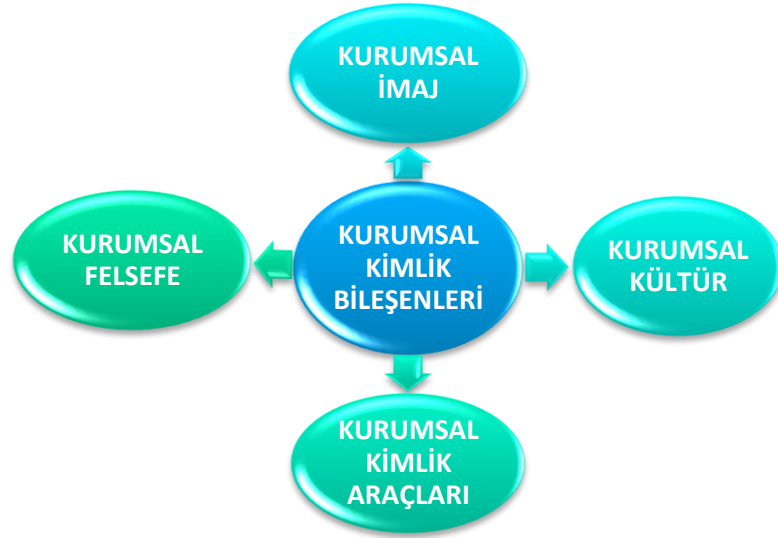 KURUMSAL
İMAJ
KURUMSAL
FELSEFE
KURUMSAL
KİMLİK
BİLEŞENLERİ
KURUMSAL
KÜLTÜR
KURUMSAL
KİMLİK
ARAÇLARI